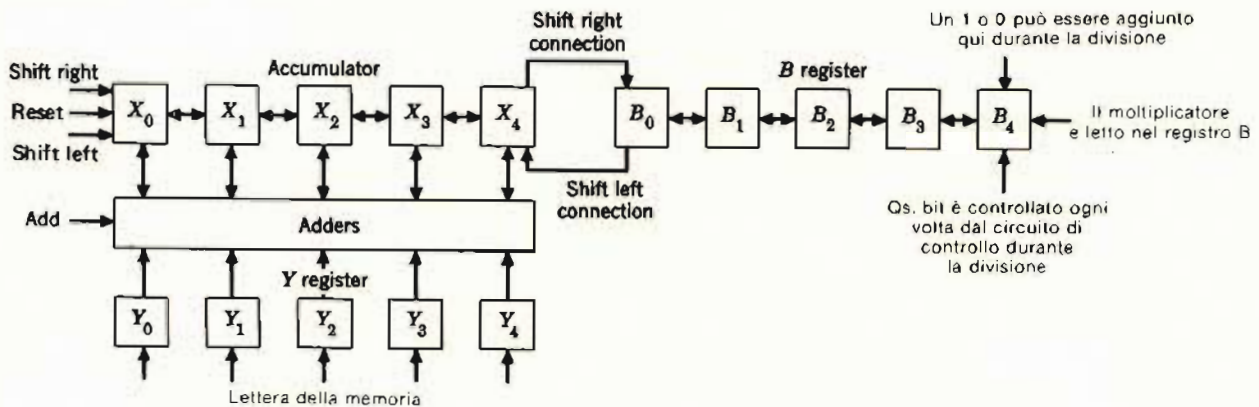 Shift right
connection
Un 1 o 0 può essere aggiunto
qui durante la divisione
Shift right
Reset
Shift left
Accumulator
B register
X0
X1
X2
X3
X4
B0
B1
B2
B3
B4
Il moltiplicatore
e letto nel registro B
Shift left
connection
Add
Adders
Qs. bit è controllato ogni
volta dal circuito di
controllo durante
la divisione
Y register
Y0
Y1
Y2
Y3
Y4
Lettera della memoria